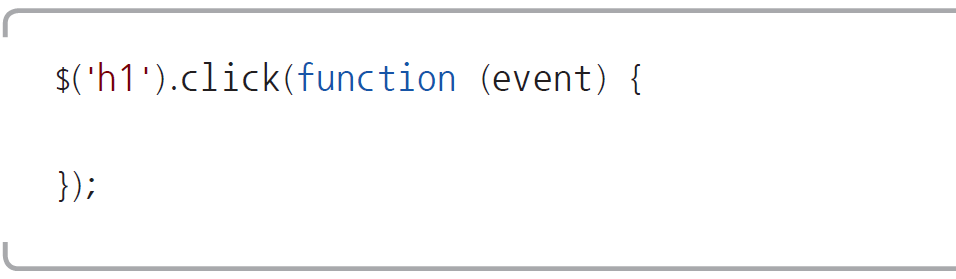 $('h1').click(function (event) {
});